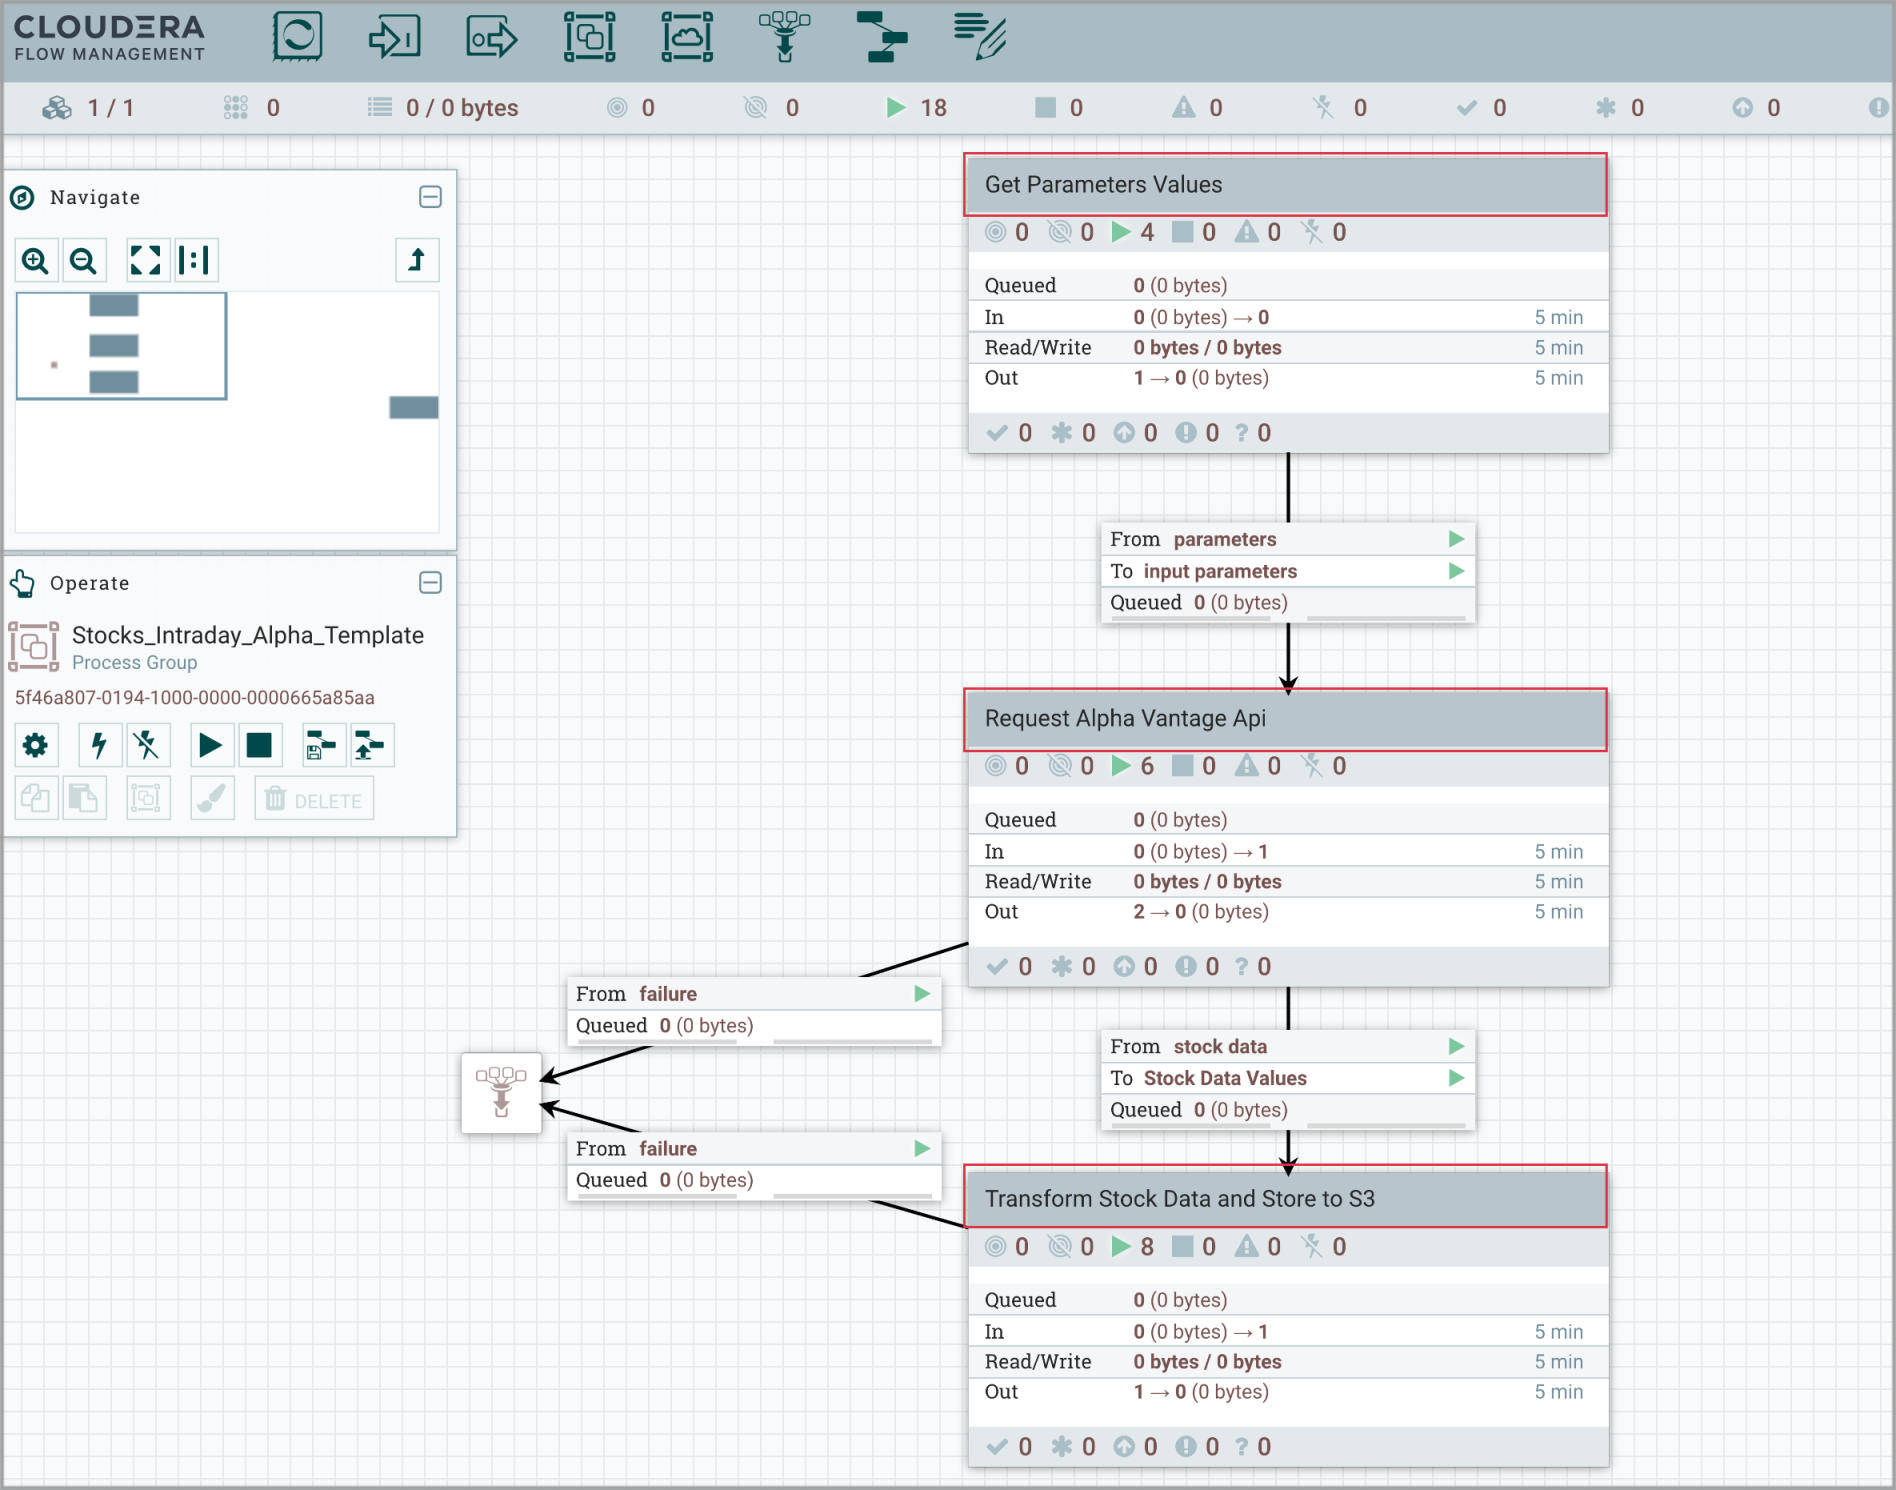 CLOUDERA
FLOW MANAGEMENT
1 / 1
0
0 / 0 bytes
0
0
18
0
0
0
0
0
0
Navigate
Operate
Stocks_Intraday_Alpha_Template
Process Group
5f46a807-0194-1000-0000-0000665a85aa
DELETE
Get Parameters Values
0 0 4 0 0 0
Queued 0 (0 bytes)
In 0 (0 bytes) → 0 5 min
Read/Write 0 bytes / 0 bytes 5 min
Out 1 → 0 (0 bytes) 5 min
0 0 0 0 ? 0
From parameters
To input parameters
Queued 0 (0 bytes)
Request Alpha Vantage Api
0 0 6 0 0 0
Queued 0 (0 bytes)
In 0 (0 bytes) → 1 5 min
Read/Write 0 bytes / 0 bytes 5 min
Out 2 → 0 (0 bytes) 5 min
0 0 0 0 ? 0
From failure
Queued 0 (0 bytes)
From stock data
To Stock Data Values
Queued 0 (0 bytes)
From failure
Queued 0 (0 bytes)
Transform Stock Data and Store to S3
0 0 8 0 0 0
Queued 0 (0 bytes)
In 0 (0 bytes) → 1 5 min
Read/Write 0 bytes / 0 bytes 5 min
Out 1 → 0 (0 bytes) 5 min
0 0 0 0 ? 0